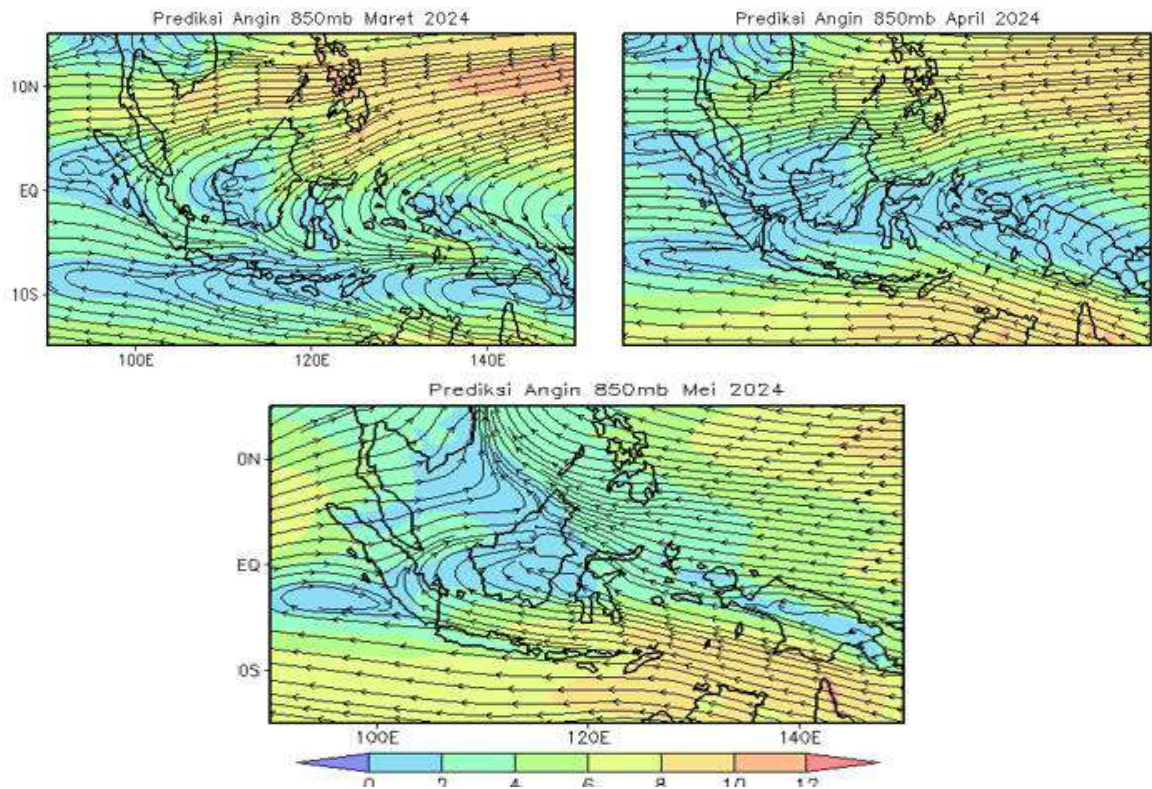 Prediksi Angin 850mb Maret 2024
Prediksi Angin 850mb April 2024
10N
EQ
10S
100E 120E 140E
Prediksi Angin 850mb Mei 2024
0N
EQ
0S
100E 120E 140E
0 2 4 6 8 10 12